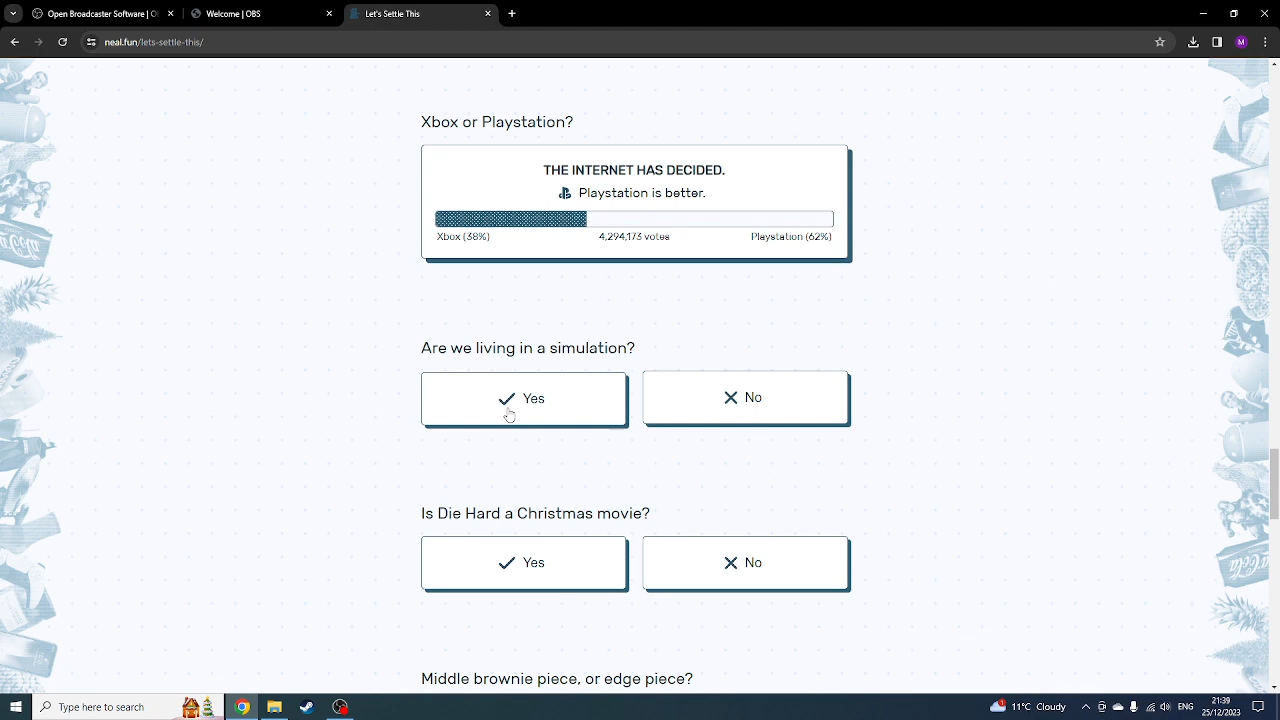 Open Broadcaster Software | OB
Welcome | OBS
Let's Settle This
neal.fun/lets-settle-this/
M
Xbox or Playstation?
THE INTERNET HAS DECIDED.
Playstation is better.
Xbox (38%) 4,294,173 votes Playstation (62%)
Are we living in a simulation?
Yes No
Is Die Hard a Christmas movie?
Yes No
Middle brownie piece, or edge piece?
Type here to search
11°C Cloudy
ENG
21:39
25/12/2023